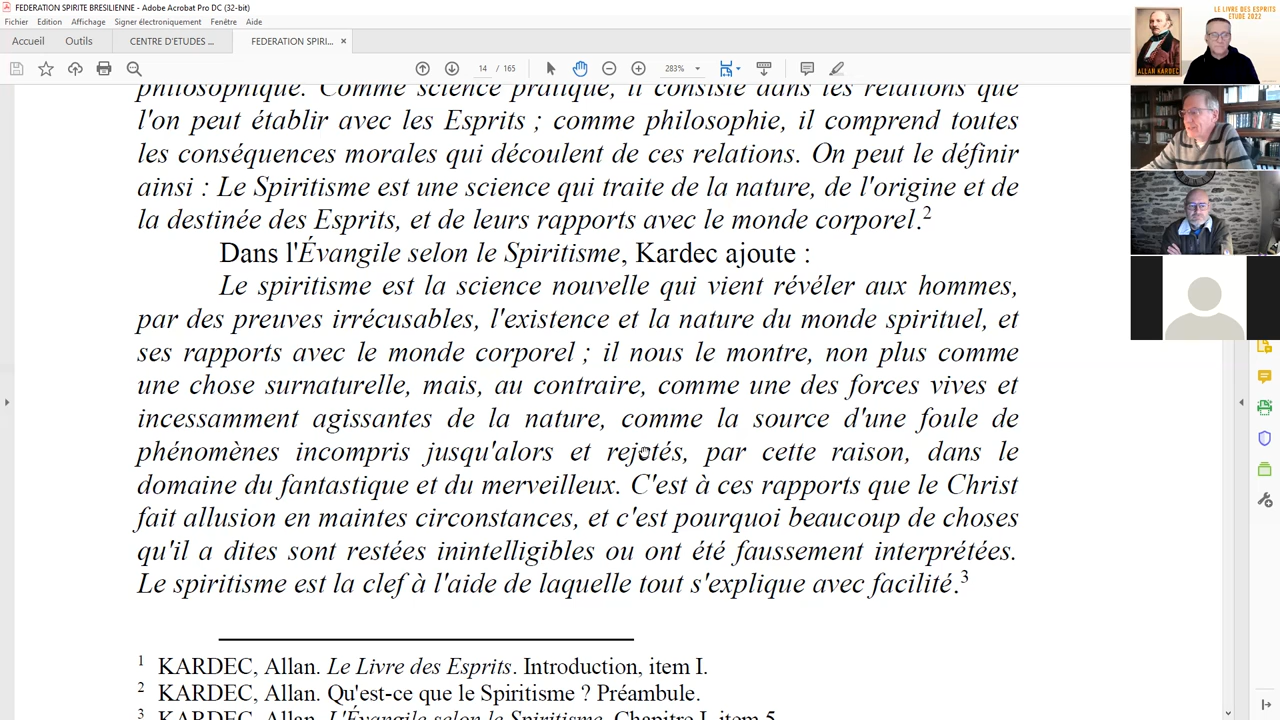 FEDERATION SPIRITE BRESILIENNE - Adobe Acrobat Pro DC (32-bit)
Fichier Edition Affichage Signer électroniquement Fenêtre Aide
Accueil Outils CENTRE D'ETUDES ... FEDERATION SPIRI... ×
14 / 165 283%
LE LIVRE DES ESPRITS
ETUDE 2022
ALLAN KARDEC
philosophique. Comme science pratique, il consiste dans les relations que
l'on peut établir avec les Esprits ; comme philosophie, il comprend toutes
les conséquences morales qui découlent de ces relations. On peut le définir
ainsi : Le Spiritisme est une science qui traite de la nature, de l'origine et de
la destinée des Esprits, et de leurs rapports avec le monde corporel.2
Dans l'Évangile selon le Spiritisme, Kardec ajoute :
Le spiritisme est la science nouvelle qui vient révéler aux hommes,
par des preuves irrécusables, l'existence et la nature du monde spirituel, et
ses rapports avec le monde corporel ; il nous le montre, non plus comme
une chose surnaturelle, mais, au contraire, comme une des forces vives et
incessamment agissantes de la nature, comme la source d'une foule de
phénomènes incompris jusqu'alors et rejetés, par cette raison, dans le
domaine du fantastique et du merveilleux. C'est à ces rapports que le Christ
fait allusion en maintes circonstances, et c'est pourquoi beaucoup de choses
qu'il a dites sont restées inintelligibles ou ont été faussement interprétées.
Le spiritisme est la clef à l'aide de laquelle tout s'explique avec facilité.3
1 KARDEC, Allan. Le Livre des Esprits. Introduction, item I.
2 KARDEC, Allan. Qu'est-ce que le Spiritisme ? Préambule.
3 KARDEC, Allan. L'Évangile selon le Spiritisme. Chapitre I, item 5.